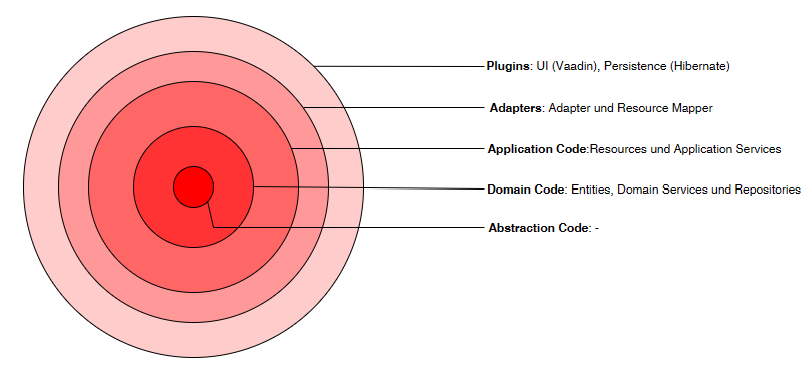 Plugins: UI (Vaadin), Persistence (Hibernate)
Adapters: Adapter und Resource Mapper
Application Code:Resources und Application Services
Domain Code: Entities, Domain Services und Repositories
Abstraction Code: -